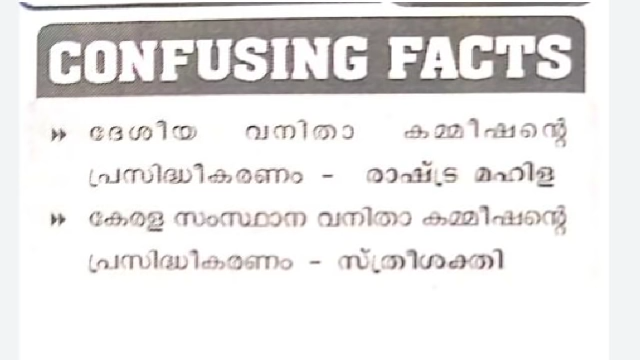 CONFUSING FACTS
›› ദേശീയ വനിതാ കമ്മീഷന്റെ
പ്രസിദ്ധീകരണം - രാഷ്ട്ര മഹിള
›› കേരള സംസ്ഥാന വനിതാ കമ്മീഷന്റെ
പ്രസിദ്ധീകരണം - സ്ത്രീശക്തി